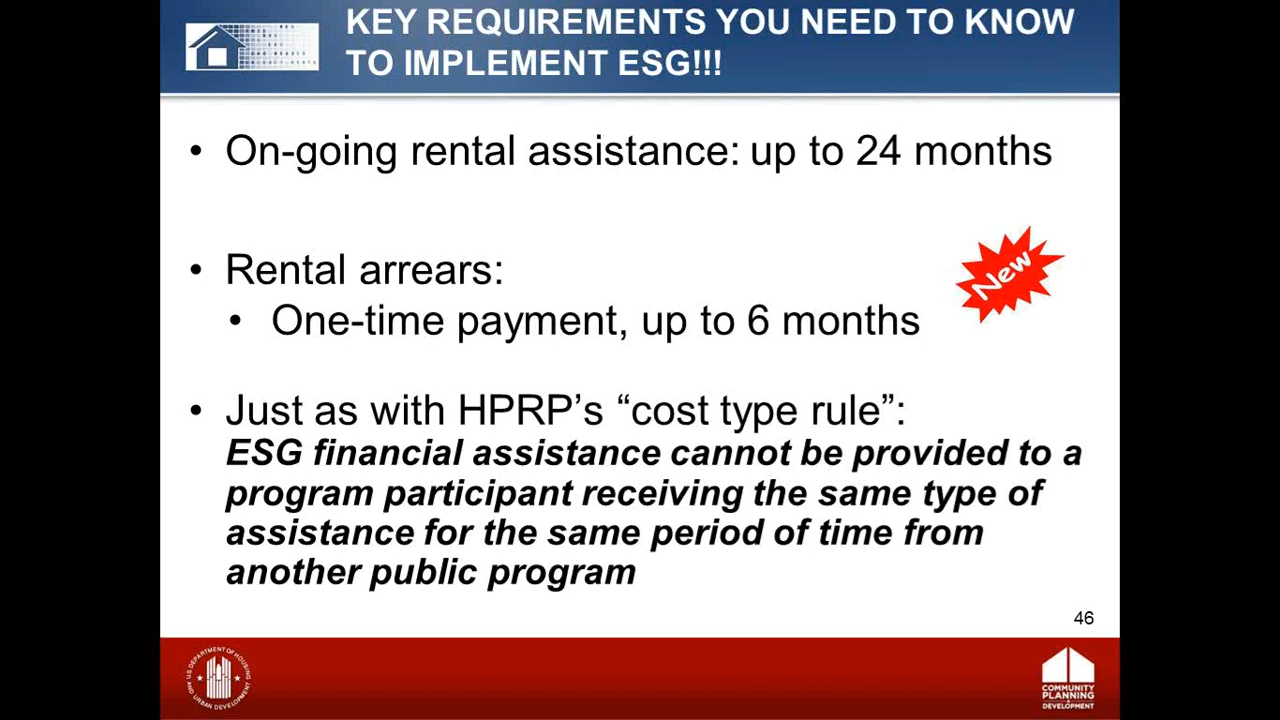 KEY REQUIREMENTS YOU NEED TO KNOW
TO IMPLEMENT ESG!!!
• On-going rental assistance: up to 24 months
New
• Rental arrears:
• One-time payment, up to 6 months
• Just as with HPRP’s “cost type rule”:
ESG financial assistance cannot be provided to a
program participant receiving the same type of
assistance for the same period of time from
another public program
46
U.S. DEPARTMENT OF HOUSING
AND URBAN DEVELOPMENT
COMMUNITY
PLANNING
DEVELOPMENT